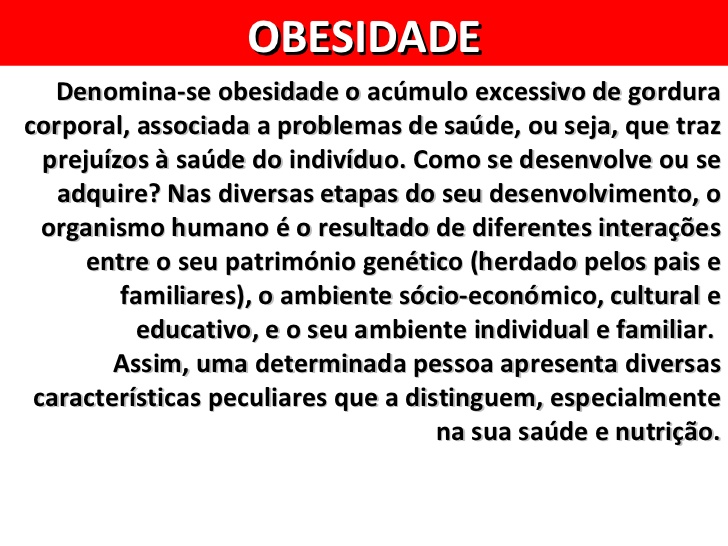 OBESIDADE
Denomina-se obesidade o acúmulo excessivo de gordura
corporal, associada a problemas de saúde, ou seja, que traz
prejuízos à saúde do indivíduo. Como se desenvolve ou se
adquire? Nas diversas etapas do seu desenvolvimento, o
organismo humano é o resultado de diferentes interações
entre o seu património genético (herdado pelos pais e
familiares), o ambiente sócio-económico, cultural e
educativo, e o seu ambiente individual e familiar.
Assim, uma determinada pessoa apresenta diversas
características peculiares que a distinguem, especialmente
na sua saúde e nutrição.